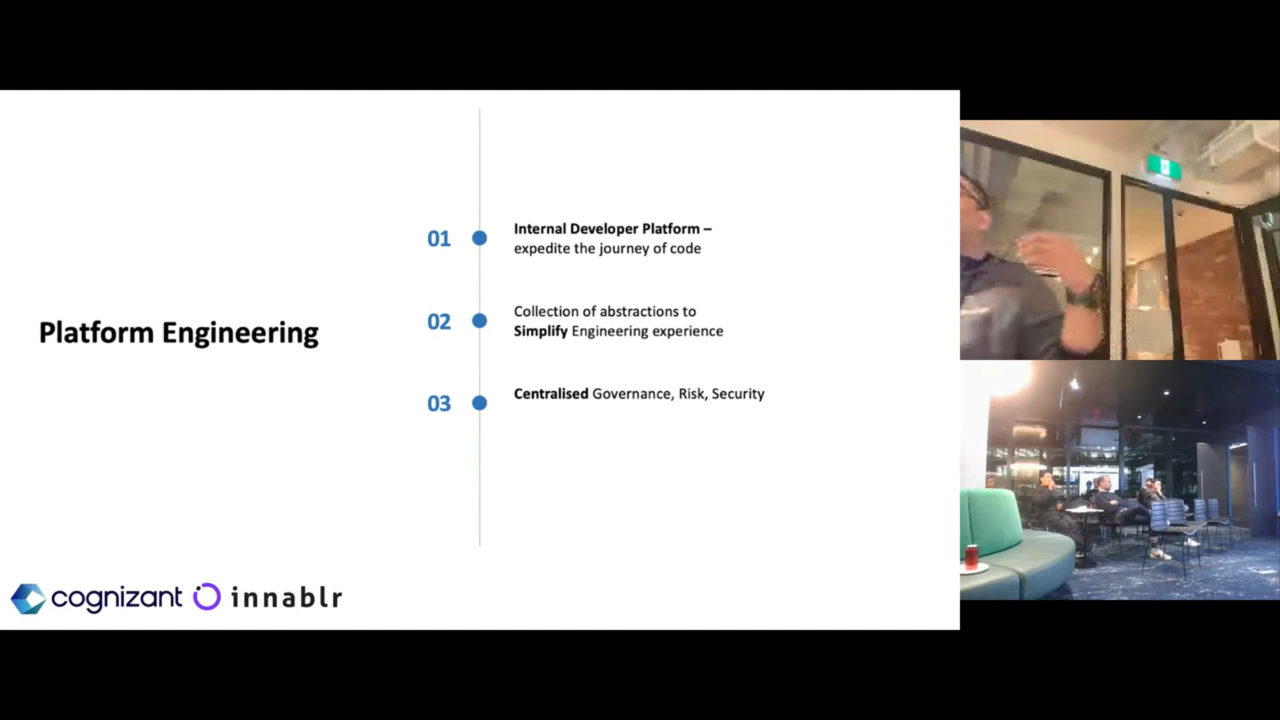 Platform Engineering
01
Internal Developer Platform –
expedite the journey of code
02
Collection of abstractions to
Simplify Engineering experience
03
Centralised Governance, Risk, Security
cognizant innablr